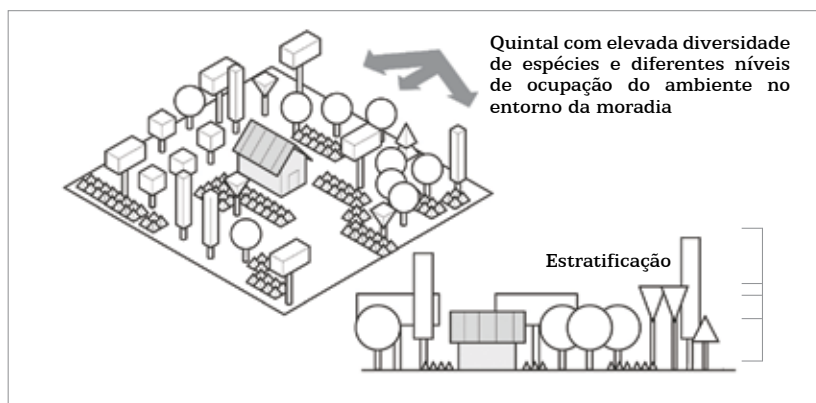 Quintal com elevada diversidade
de espécies e diferentes níveis
de ocupação do ambiente no
entorno da moradia
Estratificação